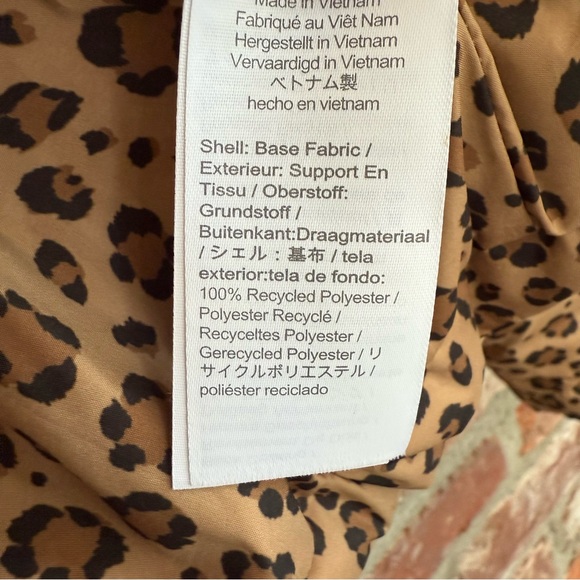 Made in Vietnam
Fabriqué au Viêt Nam
Hergestellt in Vietnam
Vervaardigd in Vietnam
ベトナム製
hecho en vietnam
Shell: Base Fabric /
Exterieur: Support En
Tissu / Oberstoff:
Grundstoff /
Buitenkant:Draagmateriaal
/ シェル：基布 / tela
exterior:tela de fondo:
100% Recycled Polyester /
Polyester Recyclé /
Recyceltes Polyester /
Gerecycled Polyester / リ
サイクルポリエステル /
poliéster reciclado